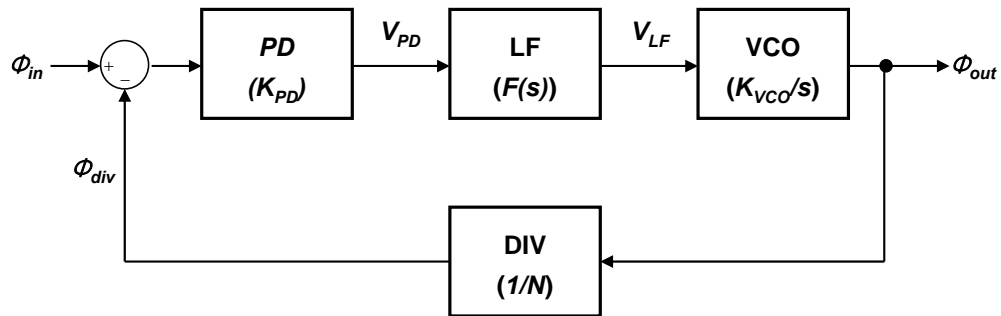 Φin
+
−
PD
(KPD)
VPD
LF
(F(s))
VLF
VCO
(KVCO/s)
Φout
Φdiv
DIV
(1/N)